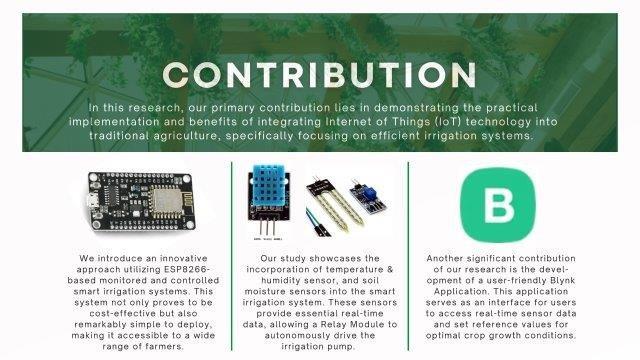 CONTRIBUTION
In this research, our primary contribution lies in demonstrating the practical
implementation and benefits of integrating Internet of Things (IoT) technology into
traditional agriculture, specifically focusing on efficient irrigation systems.
B
We introduce an innovative
approach utilizing ESP8266-
based monitored and controlled
smart irrigation systems. This
system not only proves to be
cost-effective but also
remarkably simple to deploy,
making it accessible to a wide
range of farmers.
Our study showcases the
incorporation of temperature &
humidity sensor, and soil
moisture sensors into the smart
irrigation system. These sensors
provide essential real-time
data, allowing a Relay Module to
autonomously drive the
irrigation pump.
Another significant contribution
of our research is the devel-
opment of a user-friendly Blynk
Application. This application
serves as an interface for users
to access real-time sensor data
and set reference values for
optimal crop growth conditions.